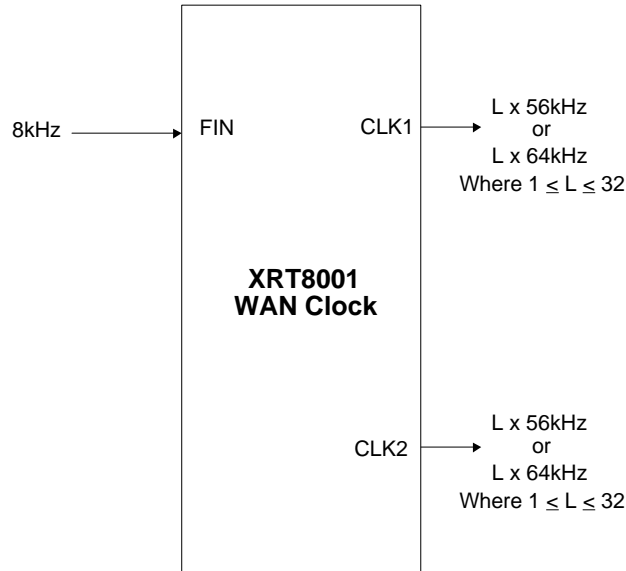 8kHz
FIN
CLK1
L x 56kHz
or
L x 64kHz
Where 1 ≤ L ≤ 32
XRT8001
WAN Clock
CLK2
L x 56kHz
or
L x 64kHz
Where 1 ≤ L ≤ 32